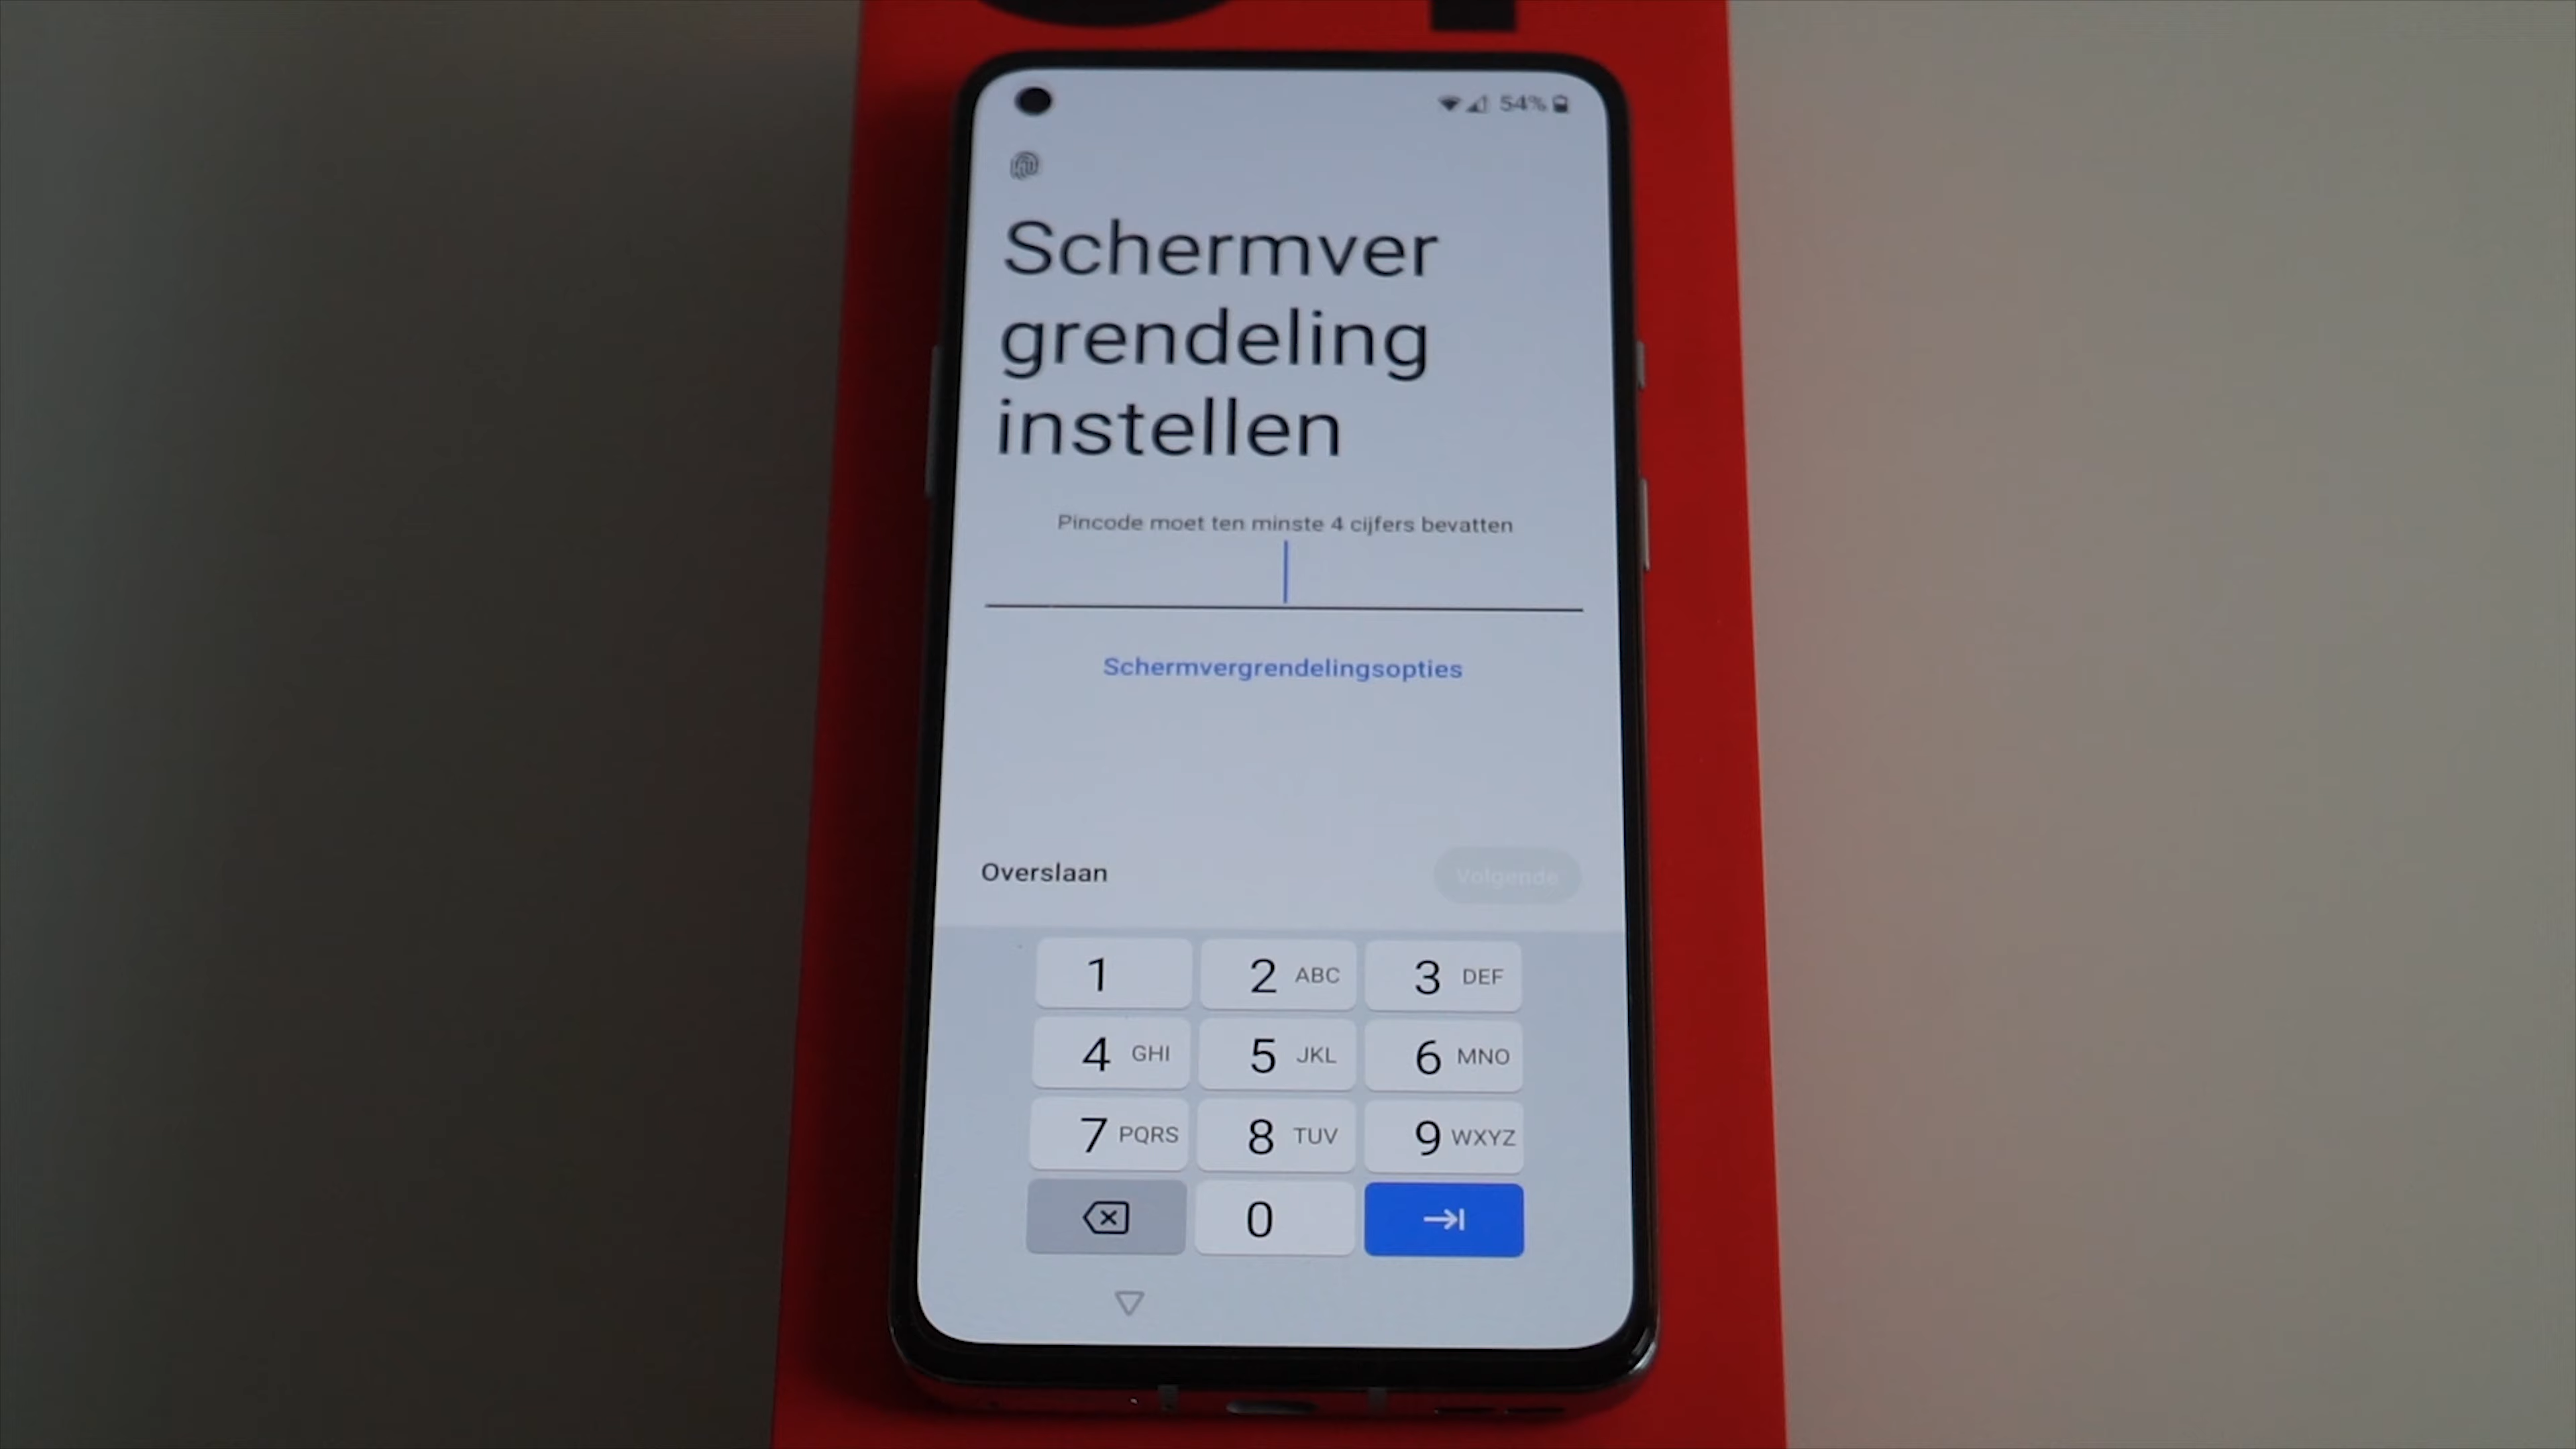 54%
Schermver
grendeling
instellen
Pincode moet ten minste 4 cijfers bevatten
Schermvergrendelingsopties
Overslaan
Volgende
1
2 ABC
3 DEF
4 GHI
5 JKL
6 MNO
7 PQRS
8 TUV
9 WXYZ
0